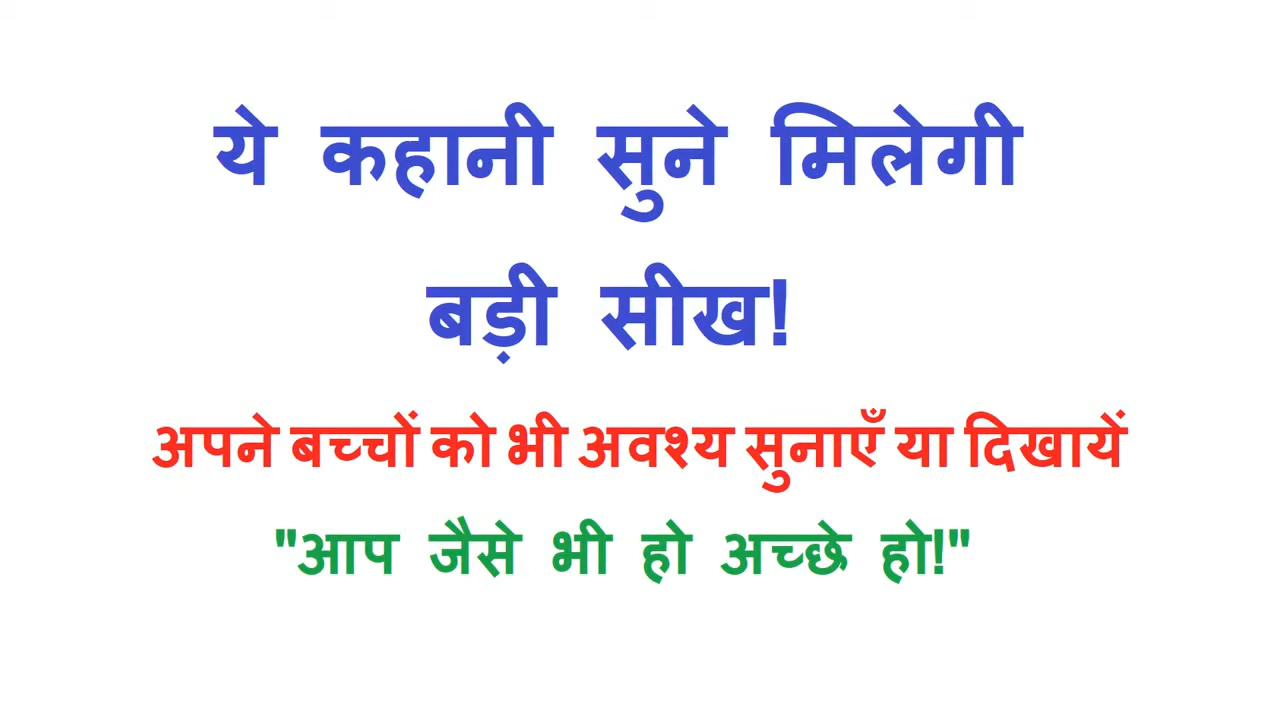 ये कहानी सुने मिलेगी
बड़ी सीख!
अपने बच्चों को भी अवश्य सुनाएँ या दिखायें
"आप जैसे भी हो अच्छे हो!"